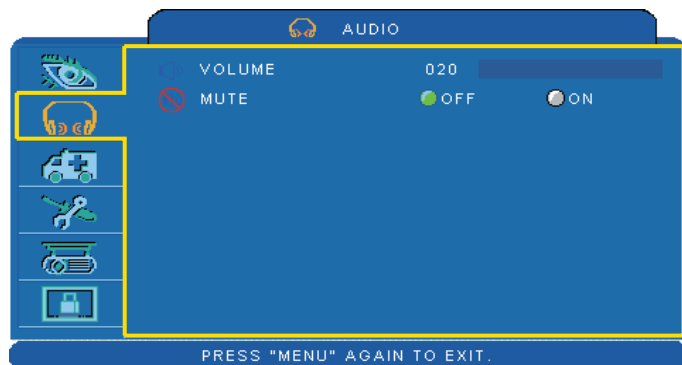 AUDIO
VOLUME 020
MUTE OFF ON
PRESS "MENU" AGAIN TO EXIT.